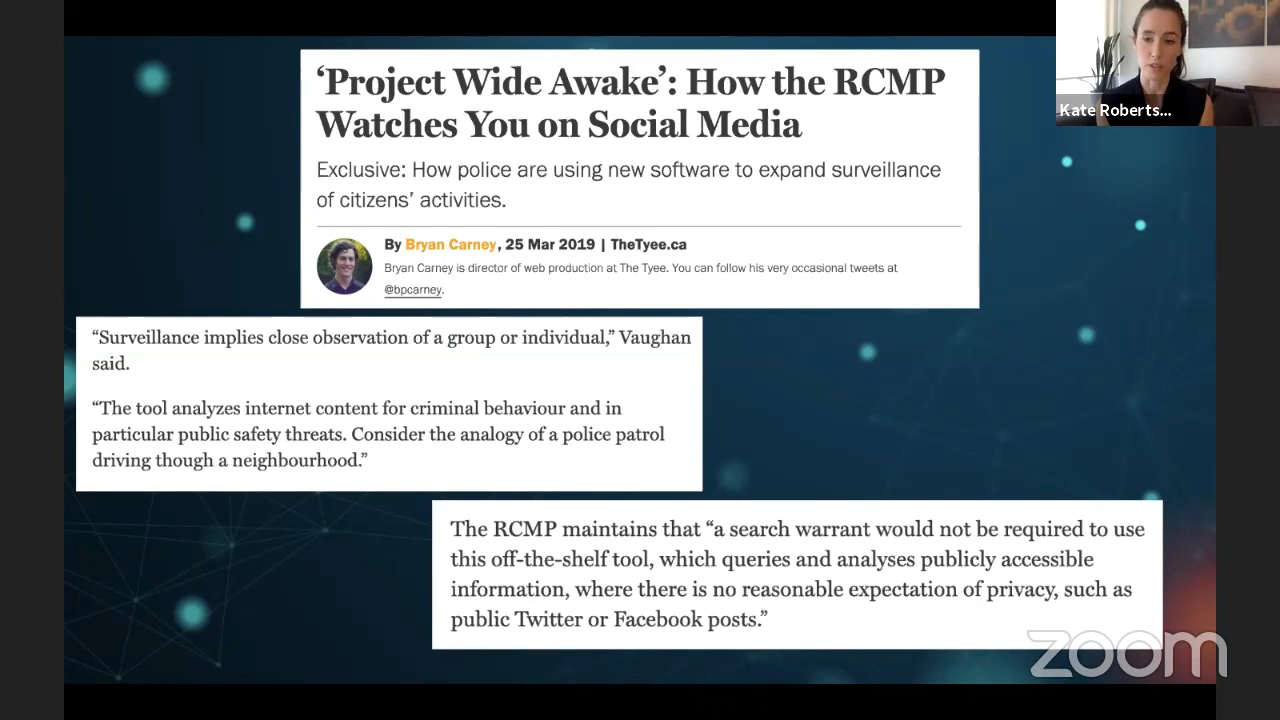 ‘Project Wide Awake’: How the RCMP
Watches You on Social Media
Exclusive: How police are using new software to expand surveillance
of citizens’ activities.
By Bryan Carney, 25 Mar 2019 | TheTyee.ca
Bryan Carney is director of web production at The Tyee. You can follow his very occasional tweets at
@bpcarney.
Kate Roberts...
“Surveillance implies close observation of a group or individual,” Vaughan
said.
“The tool analyzes internet content for criminal behaviour and in
particular public safety threats. Consider the analogy of a police patrol
driving though a neighbourhood.”
The RCMP maintains that “a search warrant would not be required to use
this off-the-shelf tool, which queries and analyses publicly accessible
information, where there is no reasonable expectation of privacy, such as
public Twitter or Facebook posts.”
zoom